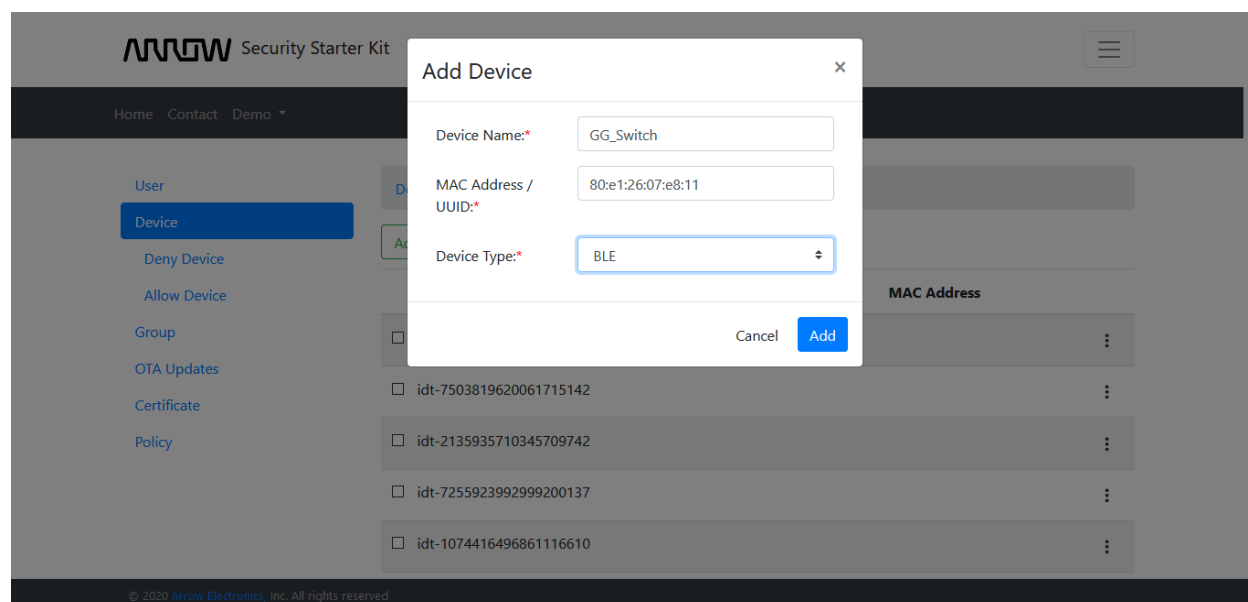 ARROW Security Starter Kit
Add Device
×
Home Contact Demo
Device Name:*
GG_Switch
MAC Address /
UUID:*
80:e1:26:07:e8:11
Device Type:*
BLE
Cancel
Add
User
Device
Deny Device
Allow Device
Group
OTA Updates
Certificate
Policy
MAC Address
idt-7503819620061715142
idt-2135935710345709742
idt-7255923992999200137
idt-1074416496861116610
© 2020 Arrow Electronics, Inc. All rights reserved